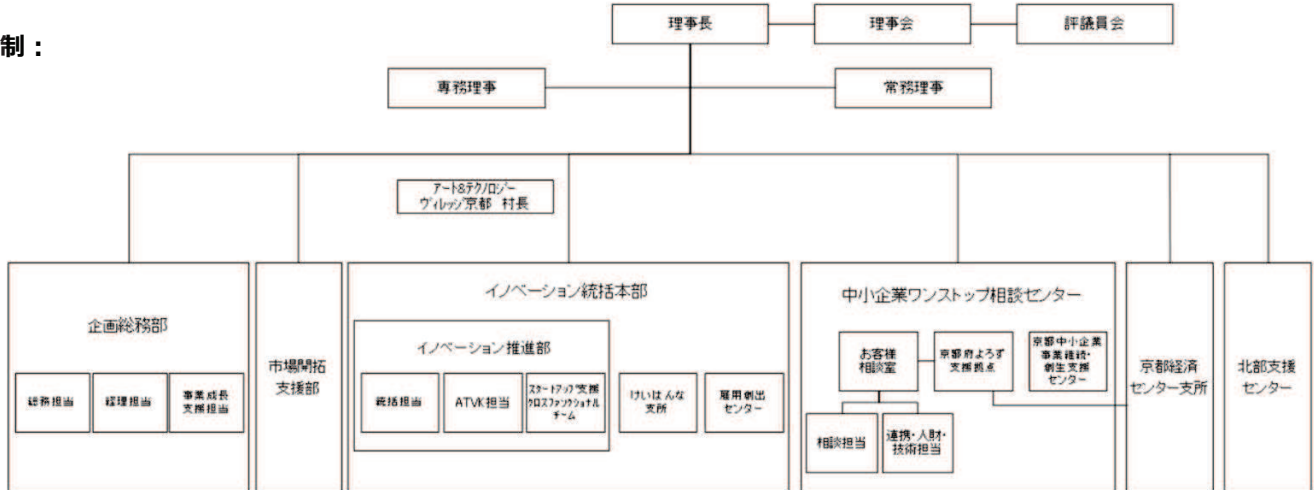 制：
理事長
理事会
評議員会
専務理事
常務理事
アート&テクノロジー
ヴィレッジ京都 村長
企画総務部
総務担当
経理担当
事業成長
支援担当
市場開拓
支援部
イノベーション統括本部
イノベーション推進部
統括担当
ATVK担当
スタートアップ支援
クロスファンクショナル
チーム
けいはんな
支所
雇用創出
センター
中小企業ワンストップ相談センター
お客様
相談室
京都府よろず
支援拠点
京都中小企業
事業継続・
創生支援
センター
相談担当
連携・人財・
技術担当
京都経済
センター支所
北部支援
センター